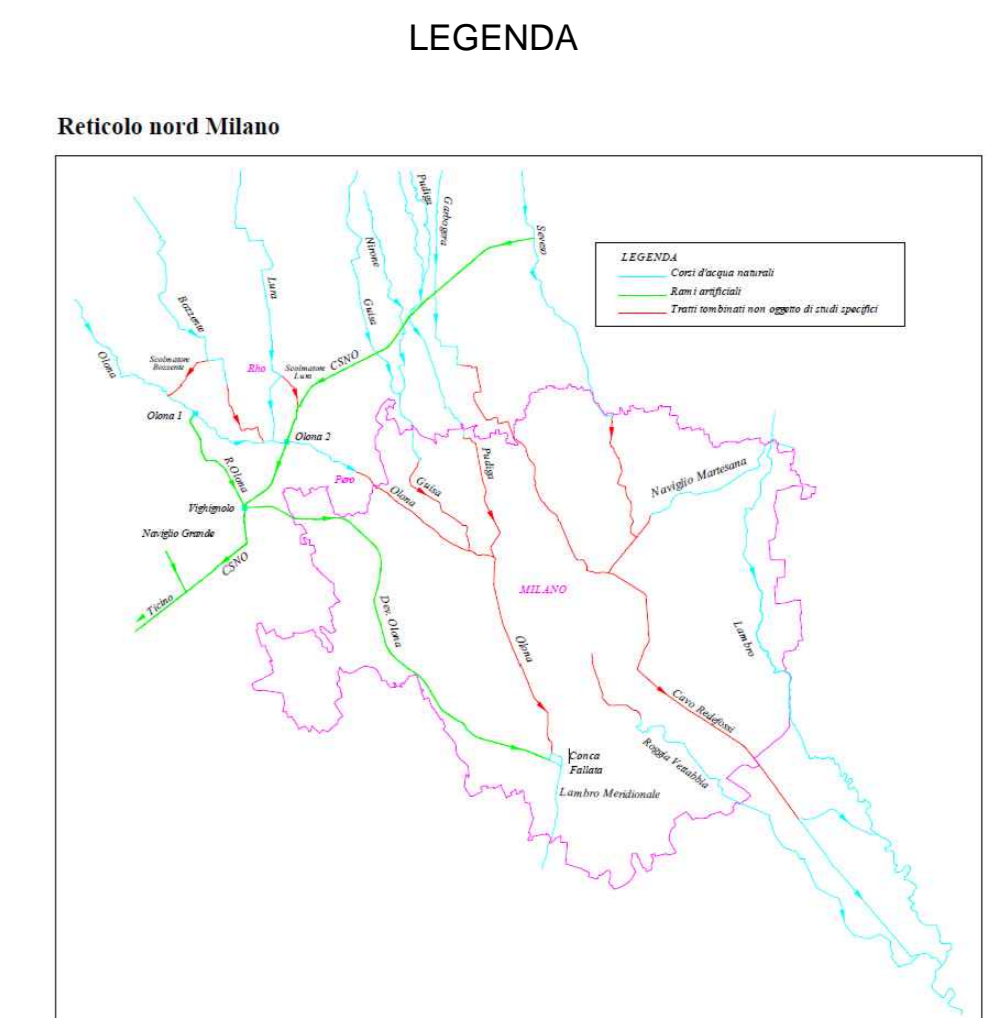 LEGENDA
Reticolo nord Milano
Pudiga
Garbogera
Nirone
Seveso
LEGENDA
Corsi d'acqua naturali
Rami artificiali
Tratti tombinati non oggetto di studi specifici
Lura
Guisa
Bozzente
Olona
Scolmatore
Bozzente
Rho
Scolmatore
Lura
CSNO
Olona 1
Olona 2
R.Olona
Pero
Olona
Guisa
Pudiga
Naviglio Martesana
Vighignolo
Naviglio Grande
CSNO
Ticino
Dev. Olona
MILANO
Olona
Lambro
Cavo Redefossi
Roggia Vettabbia
Conca
Fallata
Lambro Meridionale